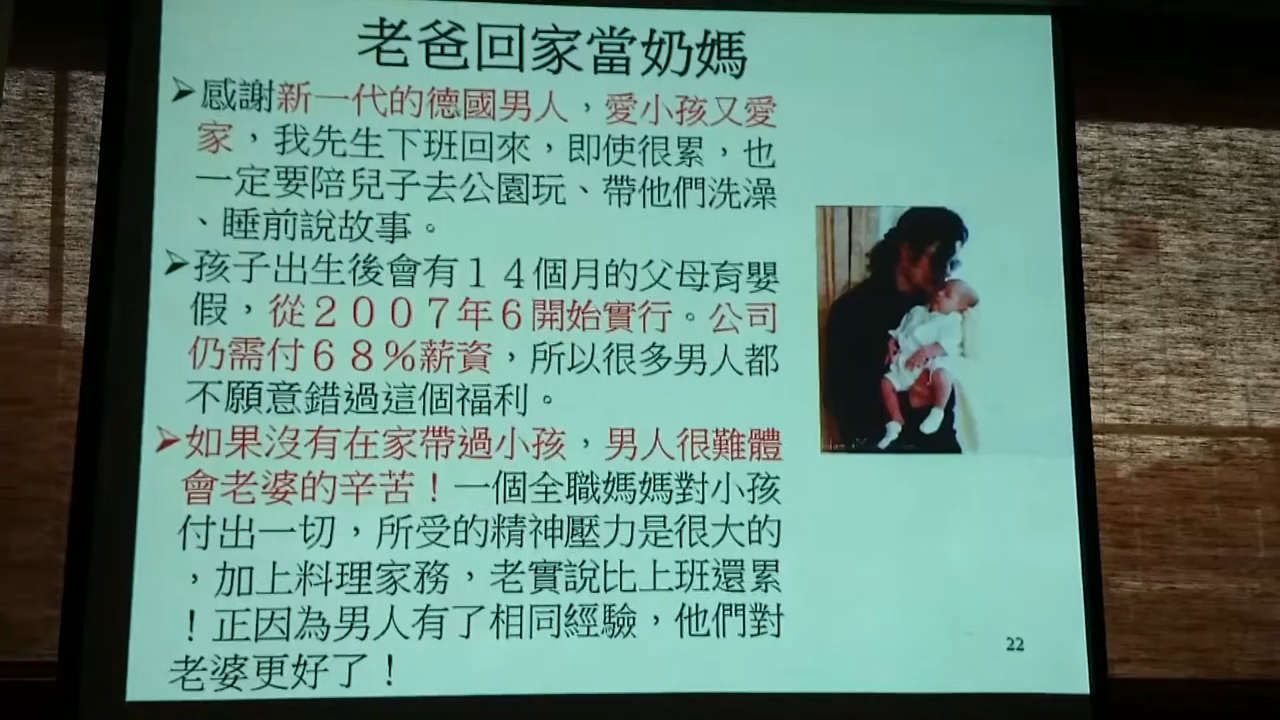 老爸回家當奶媽
➢感謝新一代的德國男人，愛小孩又愛
家，我先生下班回來，即使很累，也
一定要陪兒子去公園玩、帶他們洗澡
、睡前說故事。
➢孩子出生後會有１４個月的父母育嬰
假，從２００７年６開始實行。公司
仍需付６８％薪資，所以很多男人都
不願意錯過這個福利。
➢如果沒有在家帶過小孩，男人很難體
會老婆的辛苦！一個全職媽媽對小孩
付出一切，所受的精神壓力是很大的
，加上料理家務，老實說比上班還累
！正因為男人有了相同經驗，他們對
老婆更好了！
22